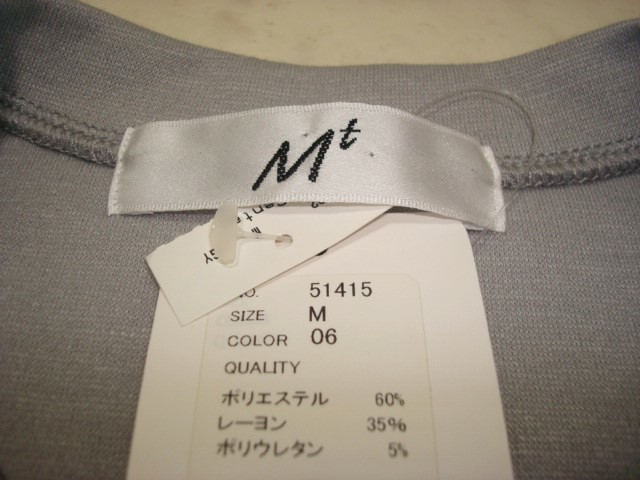 Mt
NO. 51415
SIZE M
COLOR 06
QUALITY
ポリエステル 60%
レーヨン 35%
ポリウレタン 5%